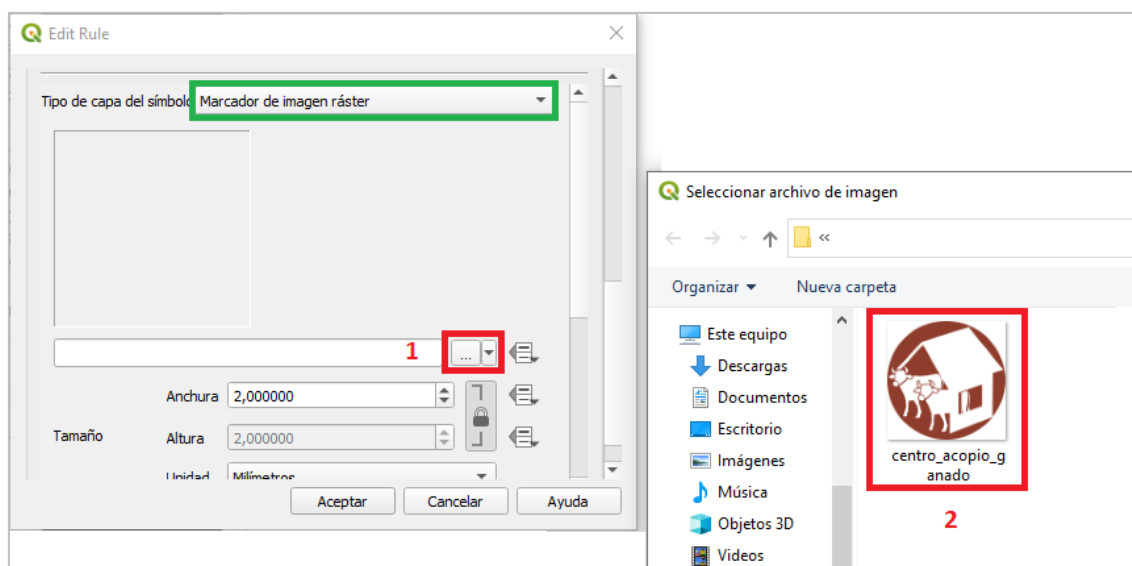 Edit Rule
Tipo de capa del símbolo Marcador de imagen ráster
1
...
Anchura 2,000000
Tamaño
Altura 2,000000
Unidad Milímetros
Aceptar Cancelar Ayuda
Seleccionar archivo de imagen
«
Organizar Nueva carpeta
Este equipo
Descargas
Documentos
Escritorio
Imágenes
Música
Objetos 3D
Videos
centro_acopio_g
anado
2